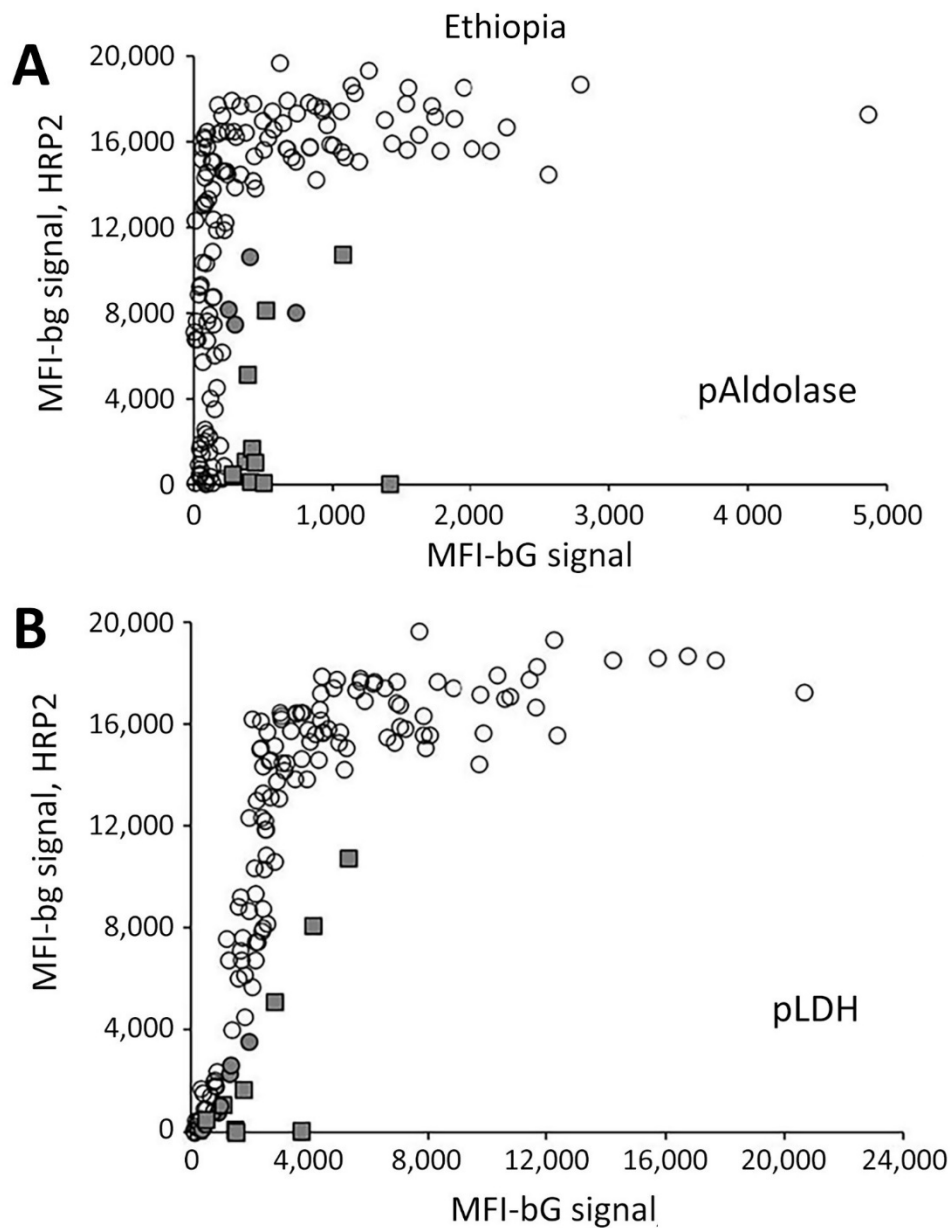 Ethiopia
A
20,000
16,000
12,000
8,000
4,000
0
MFI-bg signal, HRP2
pAldolase
0 1,000 2,000 3,000 4 000 5,000
MFI-bG signal
B
20,000
16,000
12,000
8,000
4,000
0
MFI-bg signal, HRP2
pLDH
0 4,000 8,000 12,000 16,000 20,000 24,000
MFI-bG signal